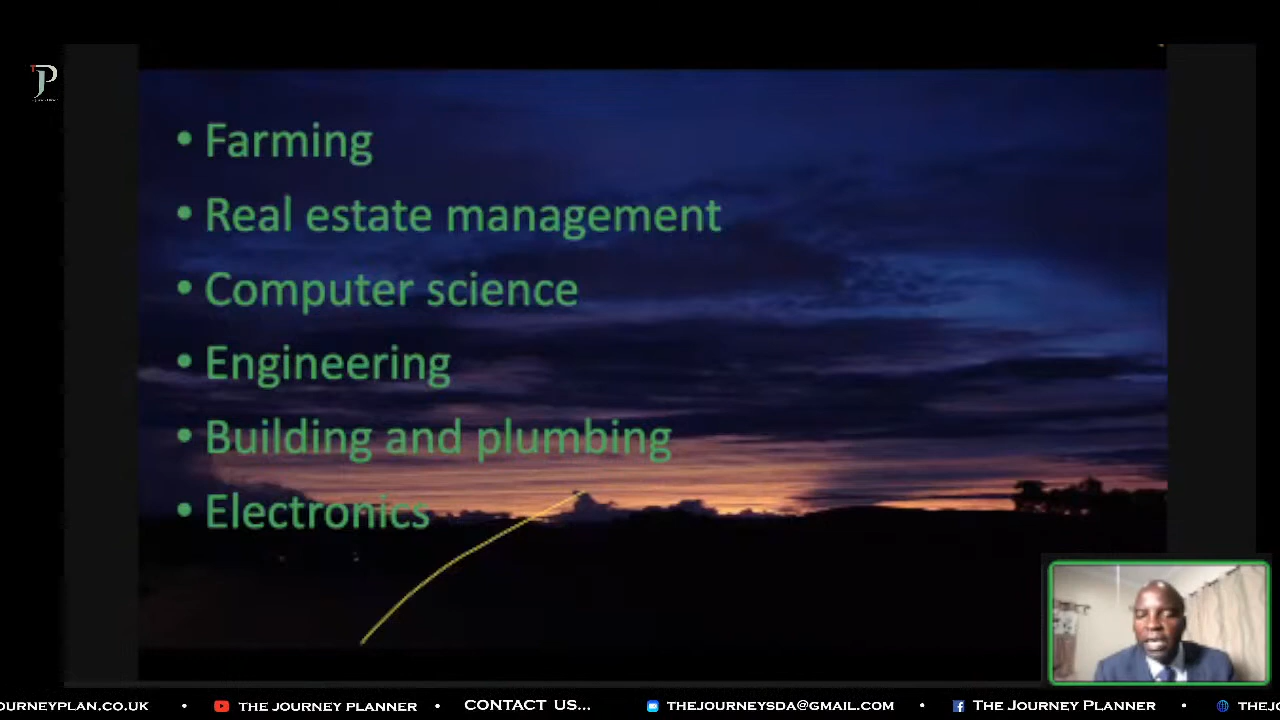 • Farming
• Real estate management
• Computer science
• Engineering
• Building and plumbing
• Electronics
OURNEYPLAN.CO.UK • THE JOURNEY PLANNER • CONTACT US... THEJOURNEYSDA@GMAIL.COM • THE JOURNEY PLANNER •